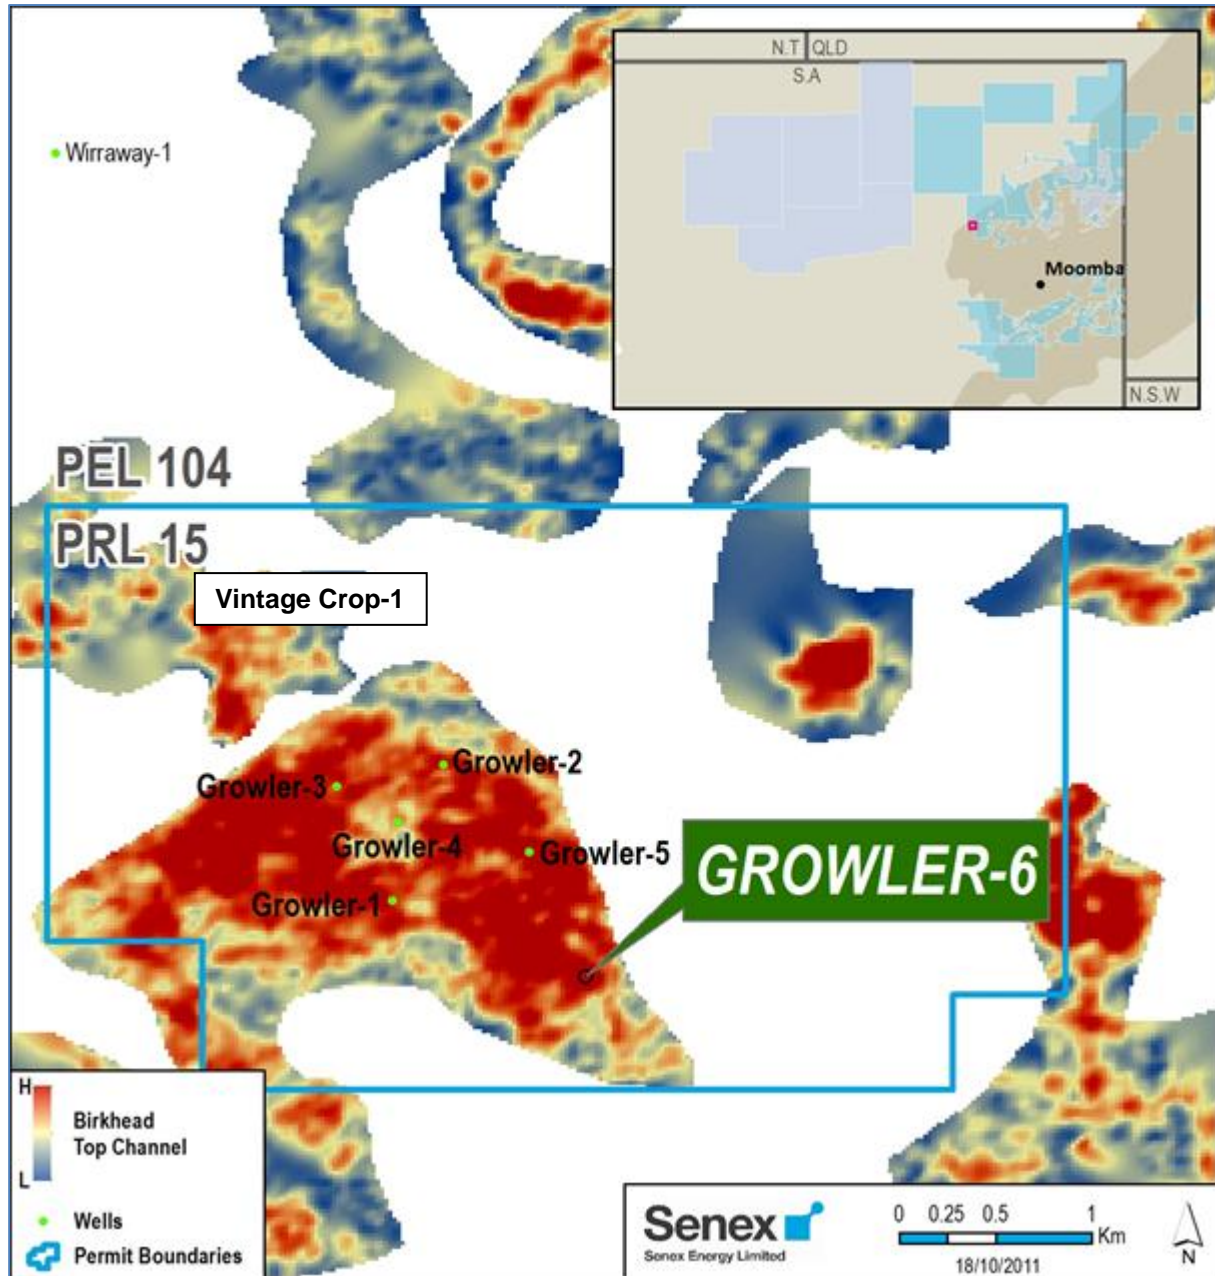 N.T QLD
S.A
Wirraway-1
Moomba
N.S.W
PEL 104
PRL 15
Vintage Crop-1
Growler-2
Growler-3
Growler-4
Growler-5
GROWLER-6
Growler-1
H
Birkhead
Top Channel
L
Wells
Permit Boundaries
Senex
Senex Energy Limited
0 0.25 0.5 1
Km
18/10/2011
N